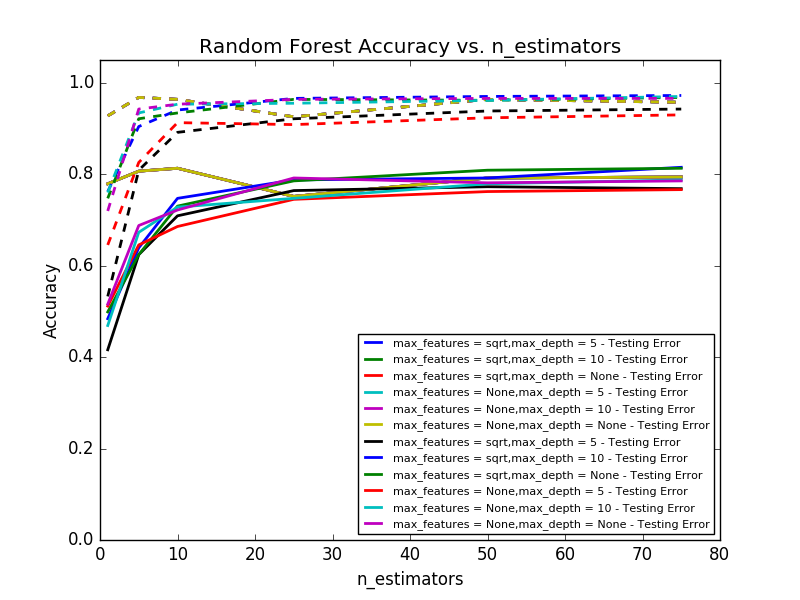 Random Forest Accuracy vs. n_estimators
1.0
0.8
0.6
0.4
0.2
0.0
Accuracy
max_features = sqrt,max_depth = 5 - Testing Error
max_features = sqrt,max_depth = 10 - Testing Error
max_features = sqrt,max_depth = None - Testing Error
max_features = None,max_depth = 5 - Testing Error
max_features = None,max_depth = 10 - Testing Error
max_features = None,max_depth = None - Testing Error
max_features = sqrt,max_depth = 5 - Testing Error
max_features = sqrt,max_depth = 10 - Testing Error
max_features = sqrt,max_depth = None - Testing Error
max_features = None,max_depth = 5 - Testing Error
max_features = None,max_depth = 10 - Testing Error
max_features = None,max_depth = None - Testing Error
0 10 20 30 40 50 60 70 80
n_estimators